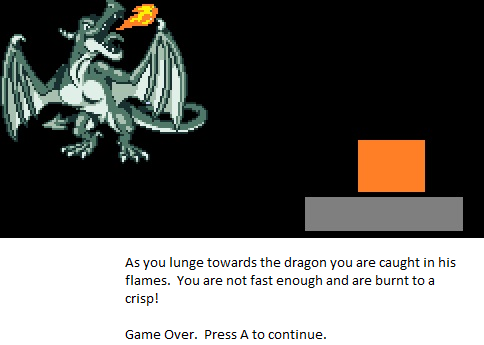 As you lunge towards the dragon you are caught in his
flames.  You are not fast enough and are burnt to a
crisp!
Game Over.  Press A to continue.